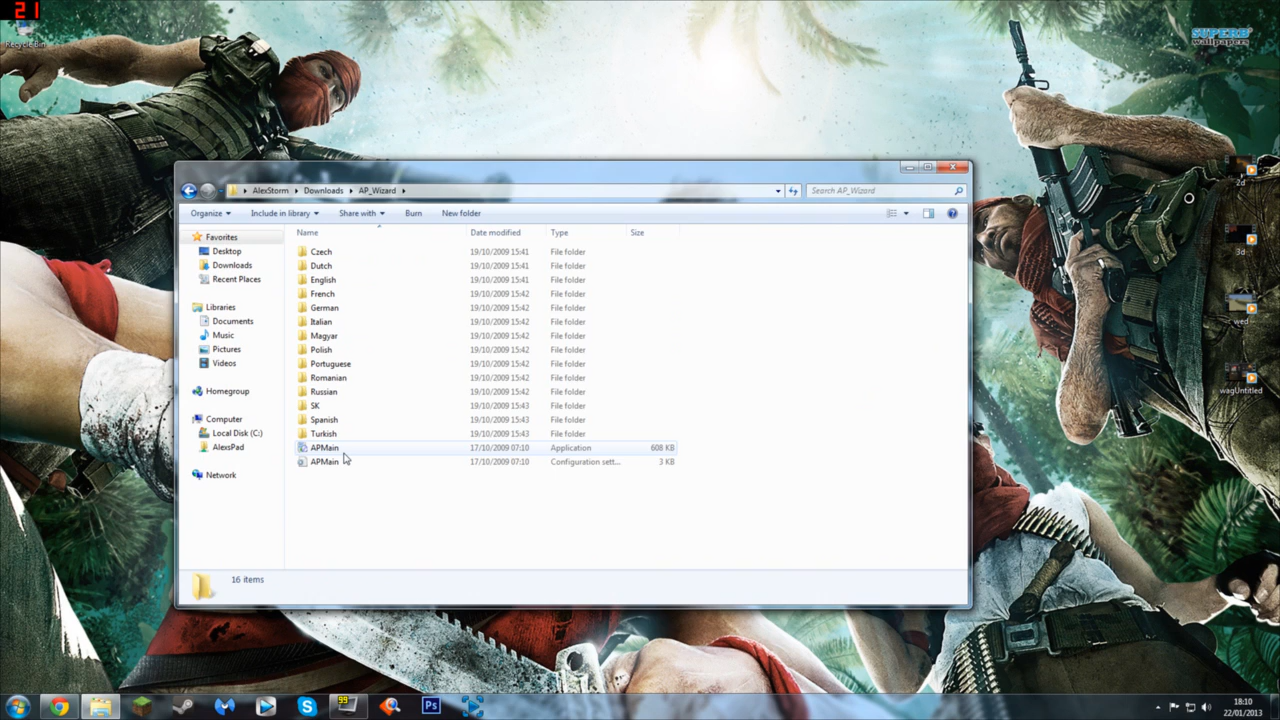 21
Recycle Bin
SUPERB
wallpapers
AlexStorm
Downloads
AP_Wizard
Search AP_Wizard
Organize
Include in library
Share with
Burn
New folder
Name
Date modified
Type
Size
Favorites
Desktop
Downloads
Recent Places
Libraries
Documents
Music
Pictures
Videos
Homegroup
Computer
Local Disk (C:)
AlexsPad
Network
Czech 19/10/2009 15:41 File folder
Dutch 19/10/2009 15:41 File folder
English 19/10/2009 15:41 File folder
French 19/10/2009 15:42 File folder
German 19/10/2009 15:42 File folder
Italian 19/10/2009 15:42 File folder
Magyar 19/10/2009 15:42 File folder
Polish 19/10/2009 15:42 File folder
Portuguese 19/10/2009 15:42 File folder
Romanian 19/10/2009 15:42 File folder
Russian 19/10/2009 15:42 File folder
SK 19/10/2009 15:43 File folder
Spanish 19/10/2009 15:43 File folder
Turkish 19/10/2009 15:43 File folder
APMain 17/10/2009 07:10 Application 608 KB
APMain 17/10/2009 07:10 Configuration sett... 3 KB
16 items
2d
3d
wed
wagUntitled
99
Ps
18:10
22/01/2013